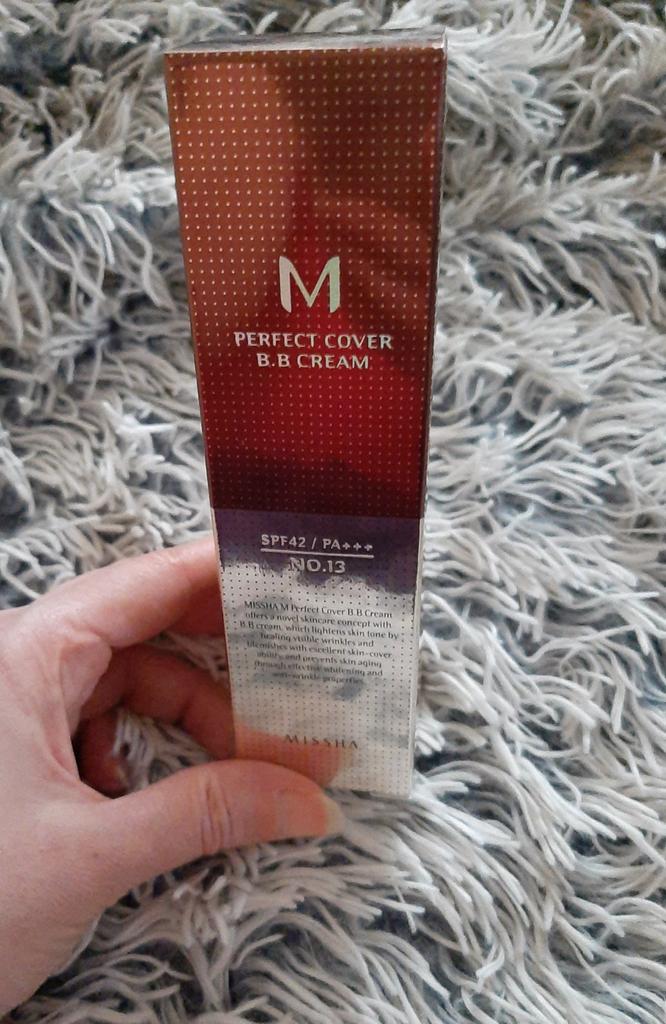 M
PERFECT COVER
B.B CREAM
SPF42 / PA+++
NO.13
MISSHA M Perfect Cover B.B Cream
offers a novel skincare concept with
B.B cream, which lightens skin tone by
healing visible wrinkles and
blemishes with excellent skin-cover
ability and prevents skin aging
through effective whitening and
anti-wrinkle properties.
MISSHA